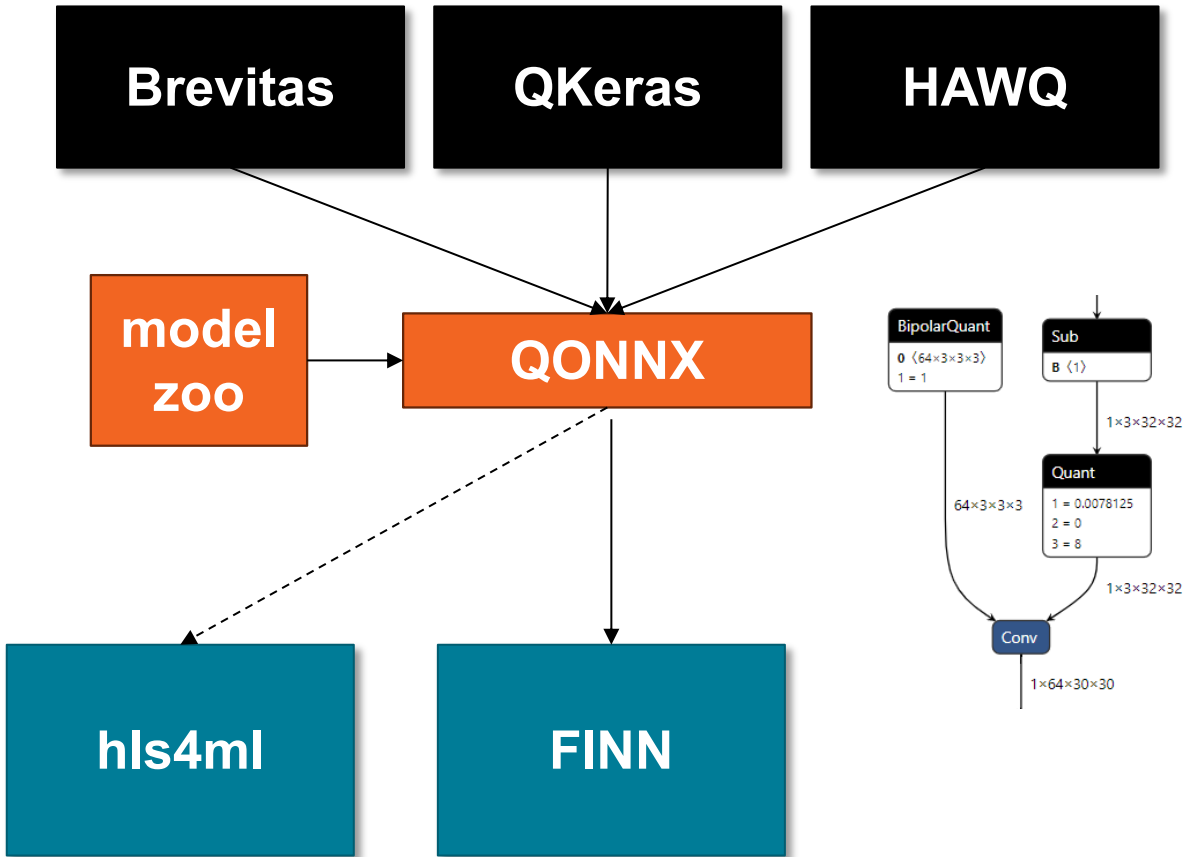 Brevitas
QKeras
HAWQ
model
zoo
QONNX
BipolarQuant
0 〈64×3×3×3〉
1 = 1
Sub
B 〈1〉
1×3×32×32
Quant
1 = 0.0078125
2 = 0
3 = 8
64×3×3×3
1×3×32×32
Conv
1×64×30×30
hls4ml
FINN